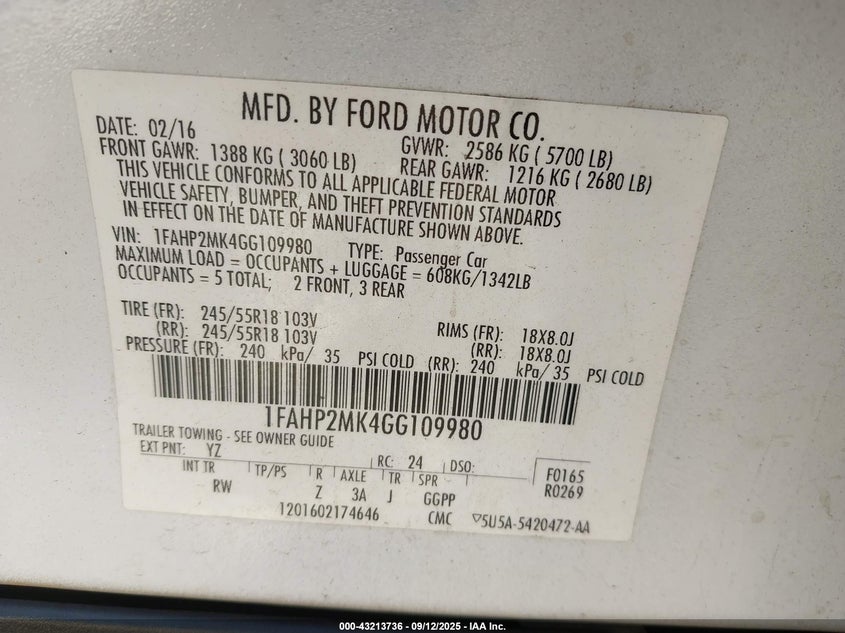 MFD. BY FORD MOTOR CO.
DATE: 02/16 GVWR: 2586 KG ( 5700 LB)
FRONT GAWR: 1388 KG ( 3060 LB) REAR GAWR: 1216 KG ( 2680 LB)
THIS VEHICLE CONFORMS TO ALL APPLICABLE FEDERAL MOTOR
VEHICLE SAFETY, BUMPER, AND THEFT PREVENTION STANDARDS
IN EFFECT ON THE DATE OF MANUFACTURE SHOWN ABOVE.
VIN: 1FAHP2MK4GG109980 TYPE: Passenger Car
MAXIMUM LOAD = OCCUPANTS + LUGGAGE = 608KG/1342LB
OCCUPANTS = 5 TOTAL; 2 FRONT, 3 REAR
TIRE (FR): 245/55R18 103V RIMS (FR): 18X8.0J
(RR): 245/55R18 103V (RR): 18X8.0J
PRESSURE (FR): 240 kPa/ 35 PSI COLD (RR): 240 kPa/ 35 PSI COLD
1FAHP2MK4GG109980
TRAILER TOWING - SEE OWNER GUIDE
EXT PNT: YZ RC: 24 DSO: F0165
INT TR TP/PS R AXLE TR SPR R0269
RW Z 3A J GGPP
1201602174646 CMC ▽5U5A-5420472-AA
000-43213736 - 09/12/2025 - IAA Inc.